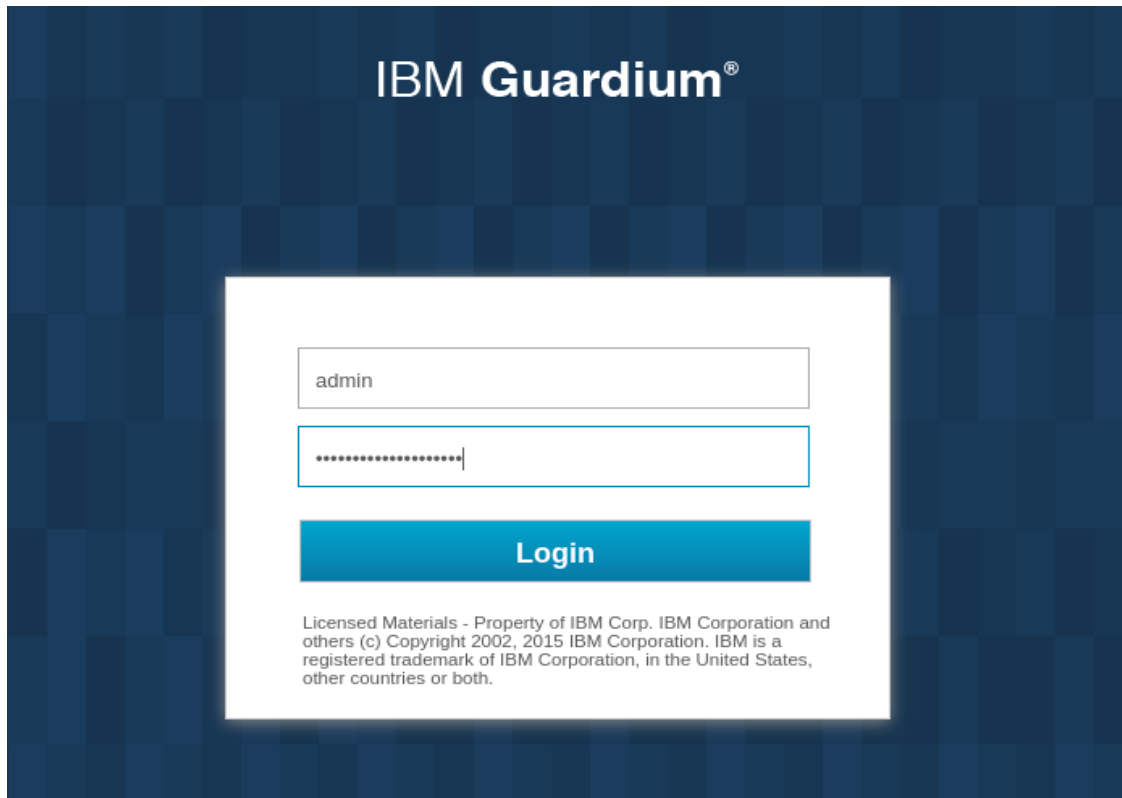 IBM Guardium®
admin
••••••••••••••••••••
Login
Licensed Materials - Property of IBM Corp. IBM Corporation and
others (c) Copyright 2002, 2015 IBM Corporation. IBM is a
registered trademark of IBM Corporation, in the United States,
other countries or both.